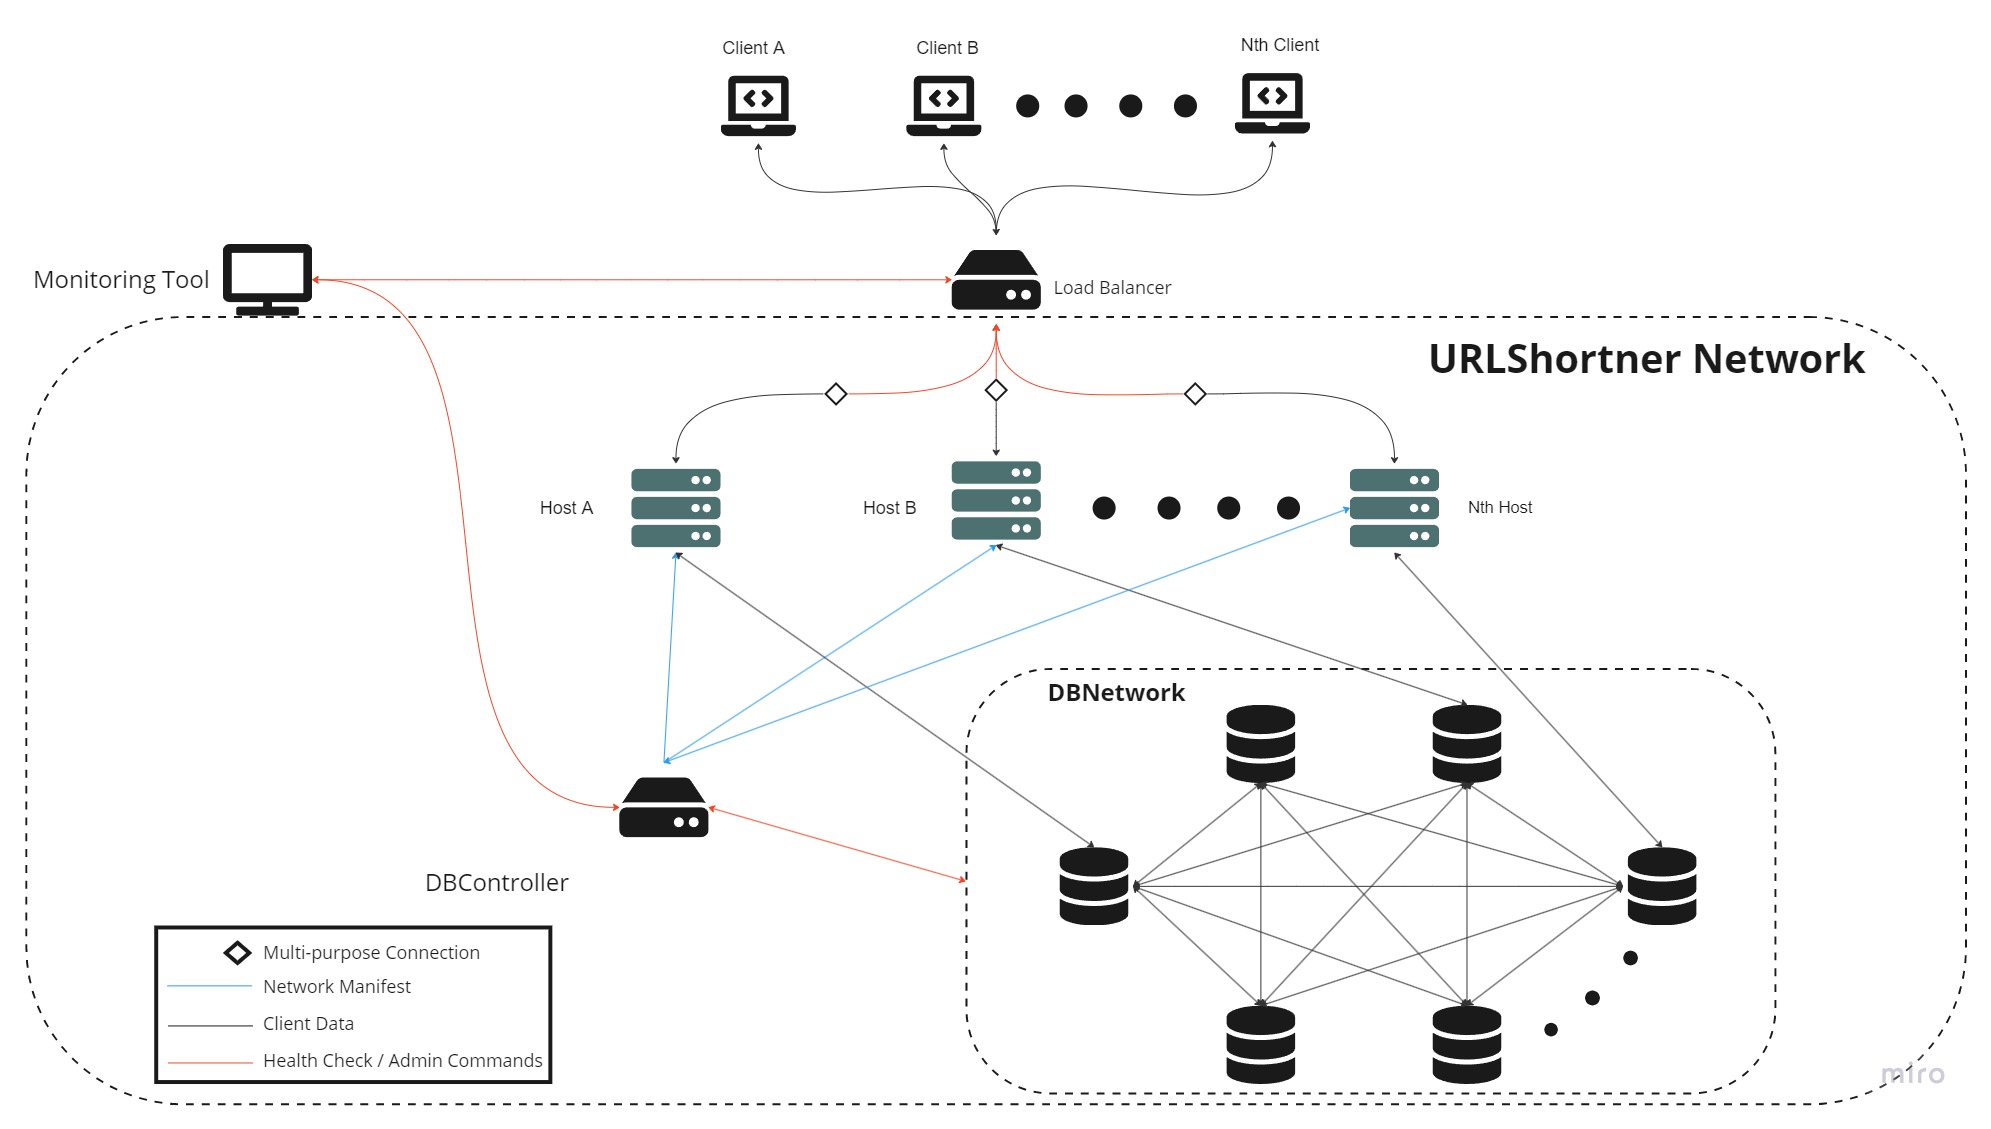 Client A
Client B
Nth Client
Monitoring Tool
Load Balancer
URLShortner Network
Host A
Host B
Nth Host
DBNetwork
DBController
Multi-purpose Connection
Network Manifest
Client Data
Health Check / Admin Commands
miro